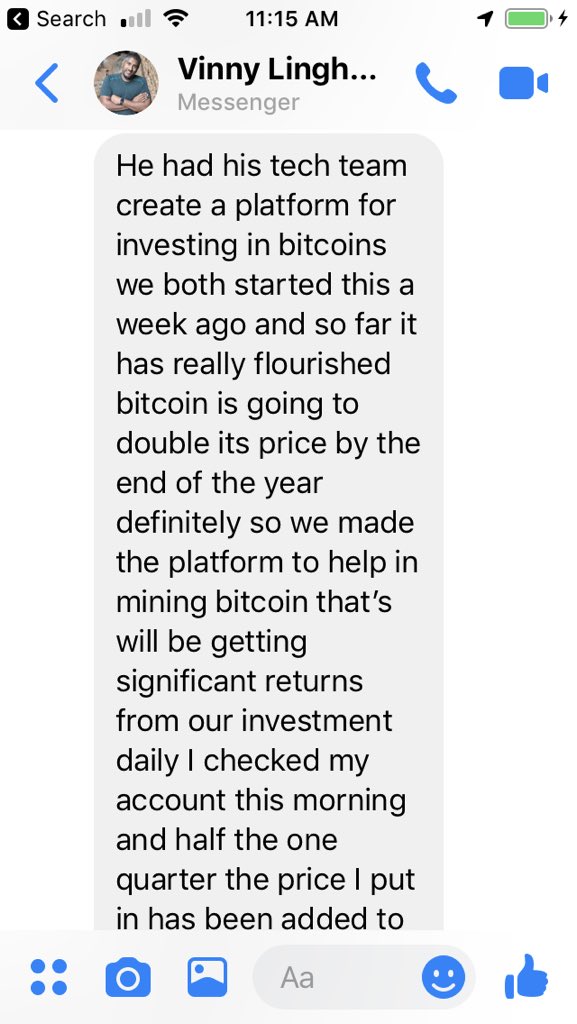 Search 11:15 AM
Vinny Lingh...
Messenger
He had his tech team
create a platform for
investing in bitcoins
we both started this a
week ago and so far it
has really flourished
bitcoin is going to
double its price by the
end of the year
definitely so we made
the platform to help in
mining bitcoin that’s
will be getting
significant returns
from our investment
daily I checked my
account this morning
and half the one
quarter the price I put
in has been added to
Aa